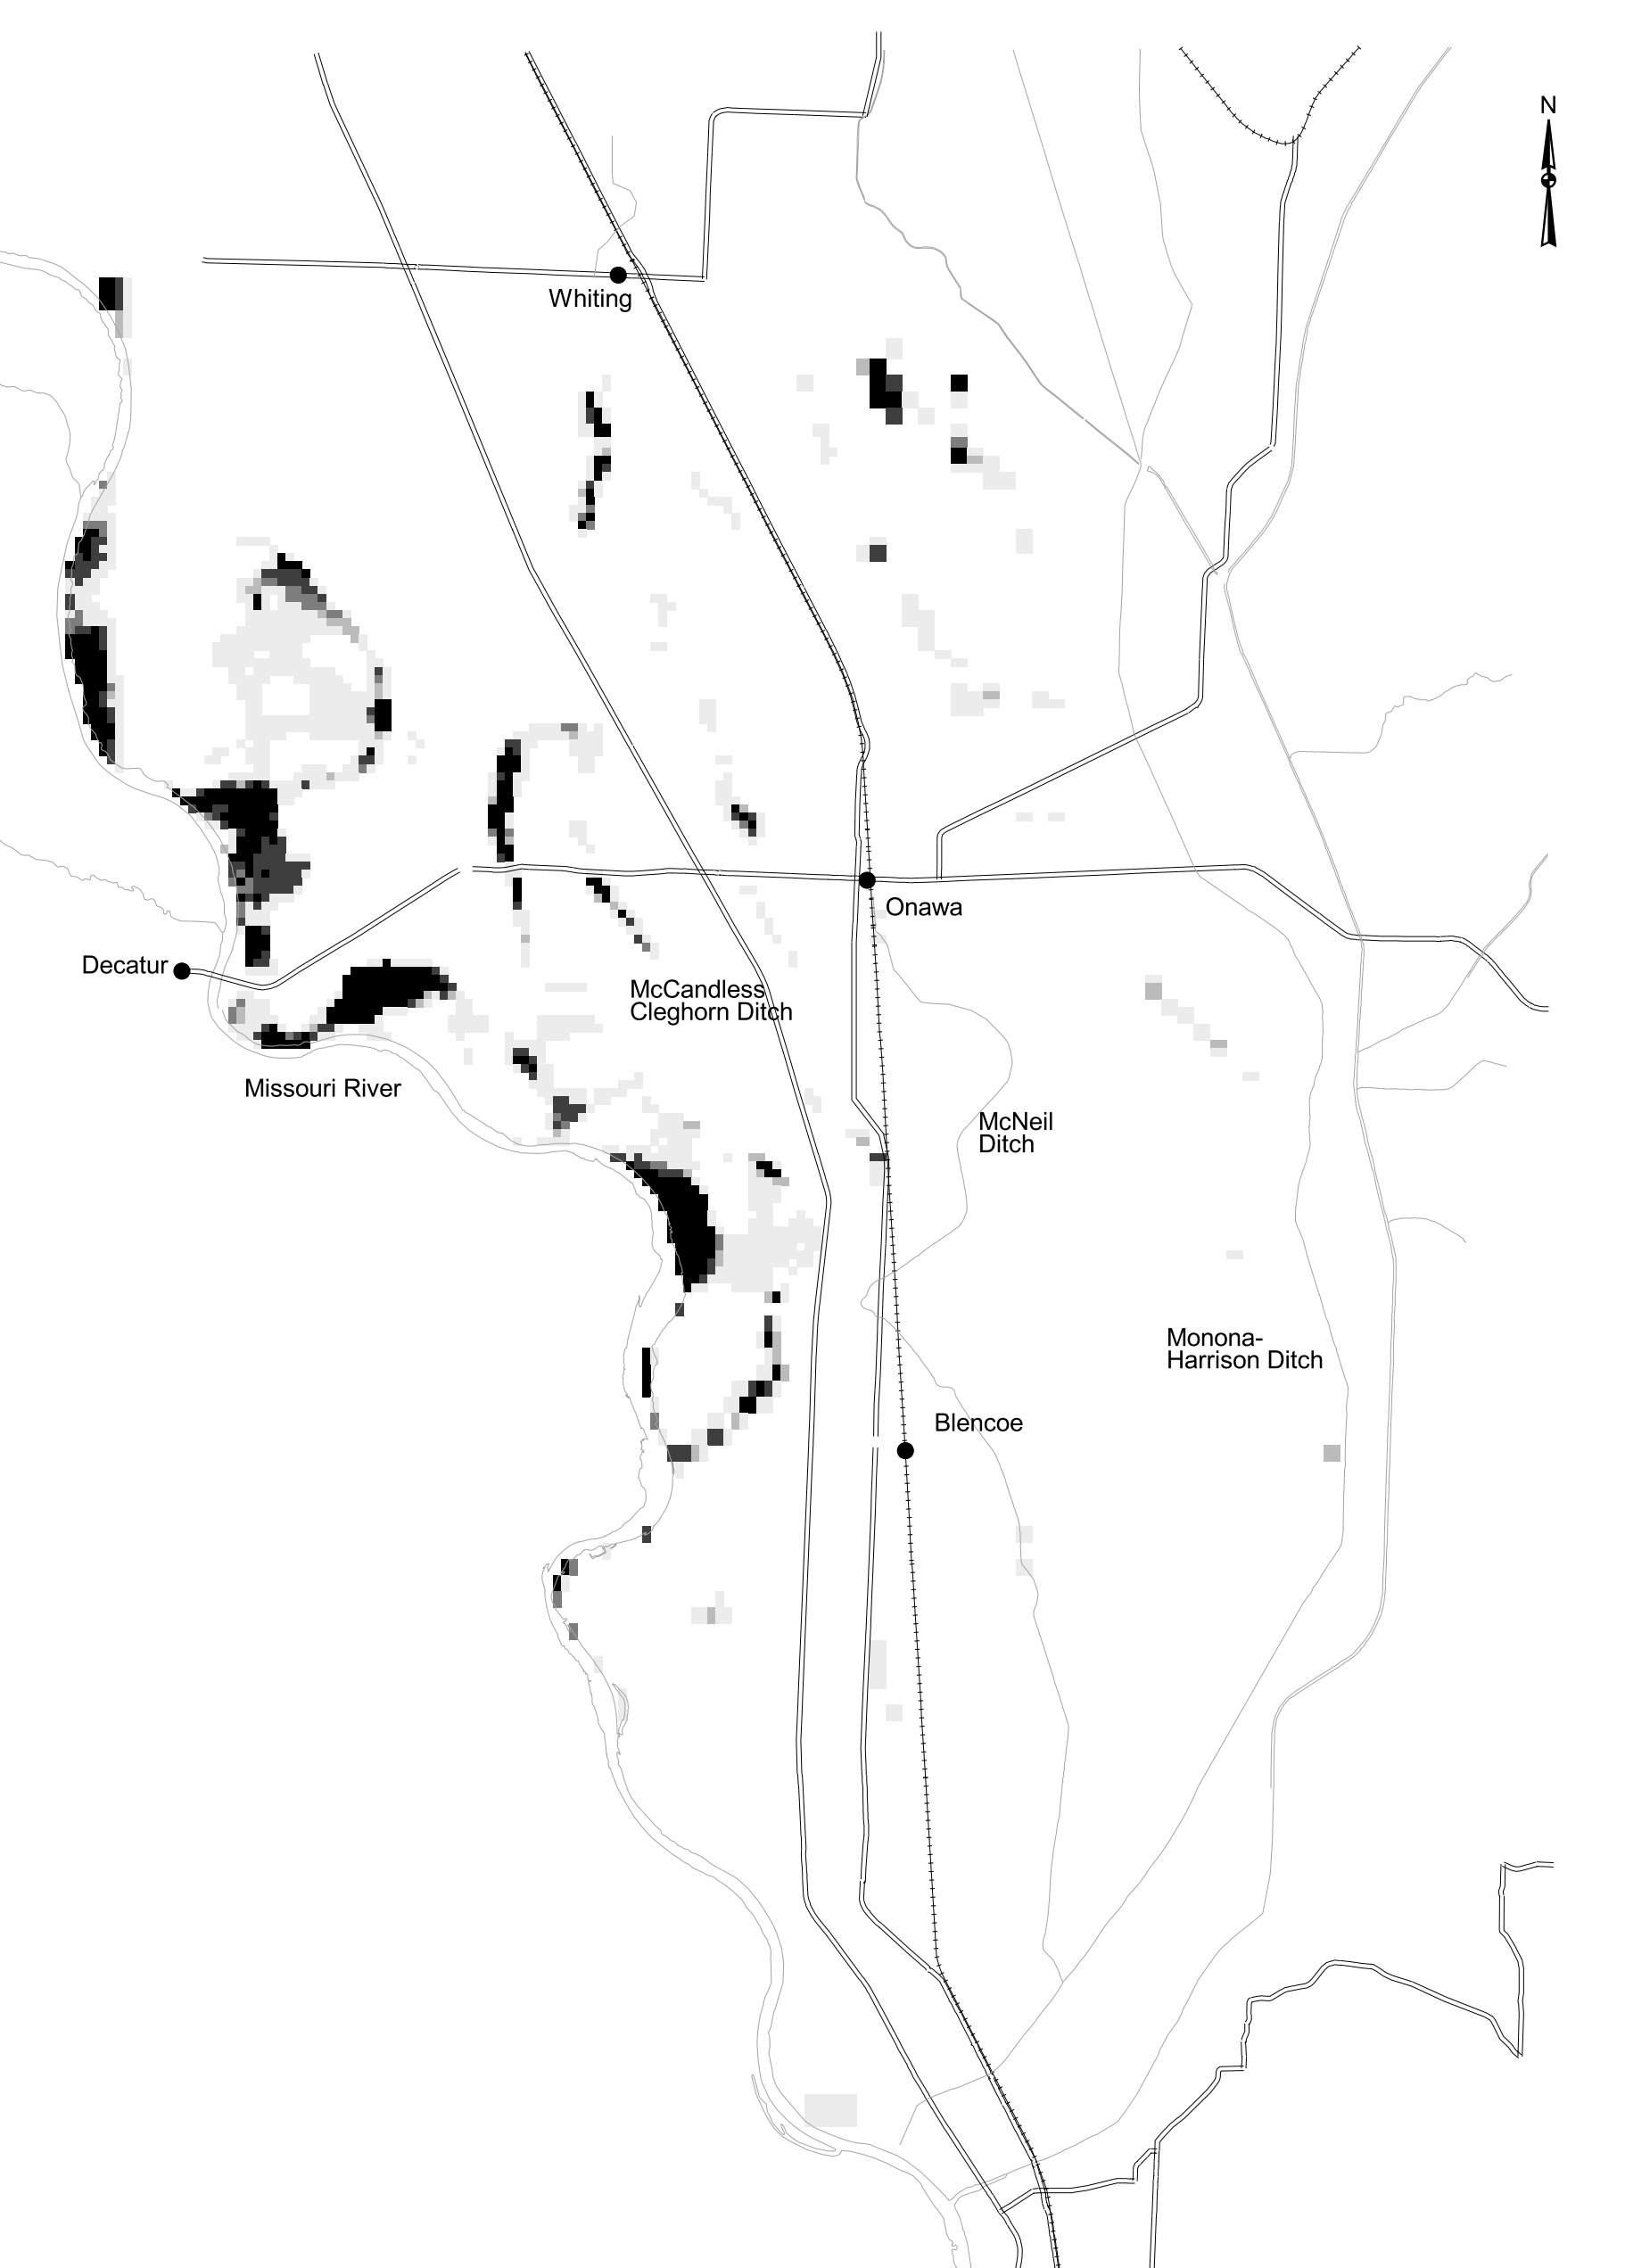 N
Whiting
Onawa
Decatur
McCandless
Cleghorn Ditch
Missouri River
McNeil
Ditch
Monona-
Harrison Ditch
Blencoe